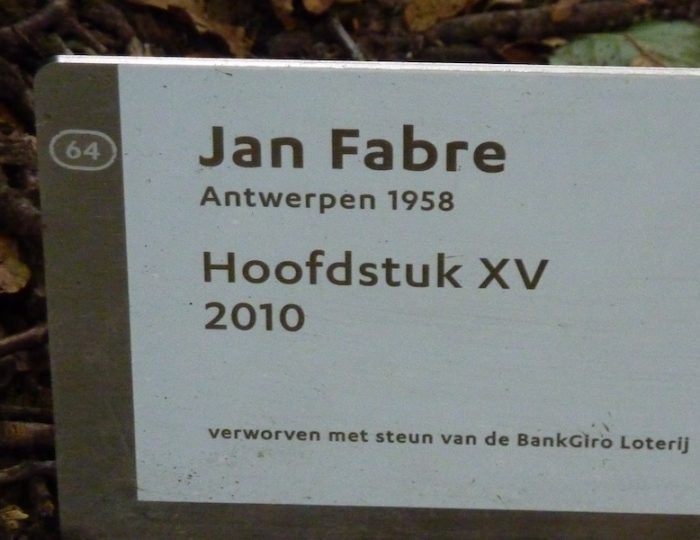 64
Jan Fabre
Antwerpen 1958
Hoofdstuk XV
2010
verworven met steun van de BankGiro Loterij